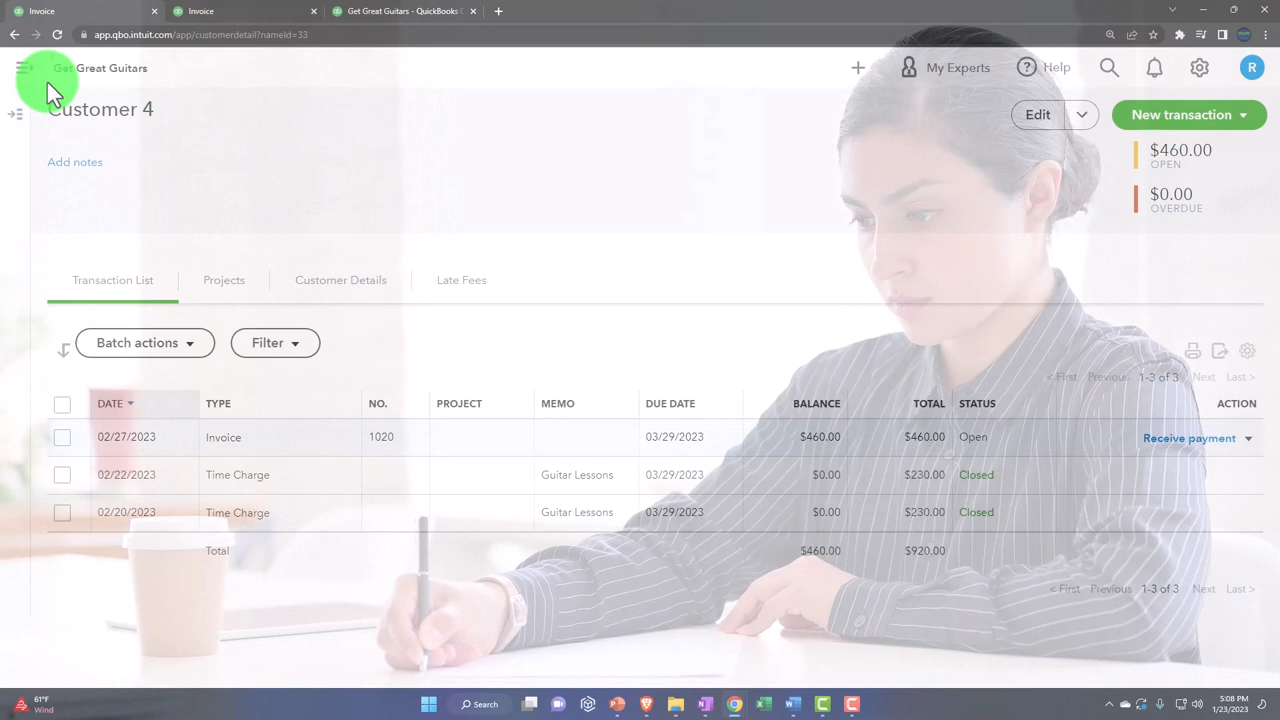 Invoice
Invoice
Get Great Guitars - QuickBooks
app.qbo.intuit.com/app/customerdetail?nameId=33
Get Great Guitars
My Experts
Help
R
Customer 4
Edit
New transaction
Add notes
$460.00
OPEN
$0.00
OVERDUE
Transaction List
Projects
Customer Details
Late Fees
Batch actions
Filter
< First Previous 1-3 of 3 Next Last >
DATE TYPE NO. PROJECT MEMO DUE DATE BALANCE TOTAL STATUS ACTION
02/27/2023 Invoice 1020 03/29/2023 $460.00 $460.00 Open Receive payment
02/22/2023 Time Charge Guitar Lessons 03/29/2023 $0.00 $230.00 Closed
02/20/2023 Time Charge Guitar Lessons 03/29/2023 $0.00 $230.00 Closed
Total $460.00 $920.00
< First Previous 1-3 of 3 Next Last >
61°F
Wind
Search
5:08 PM
1/23/2023